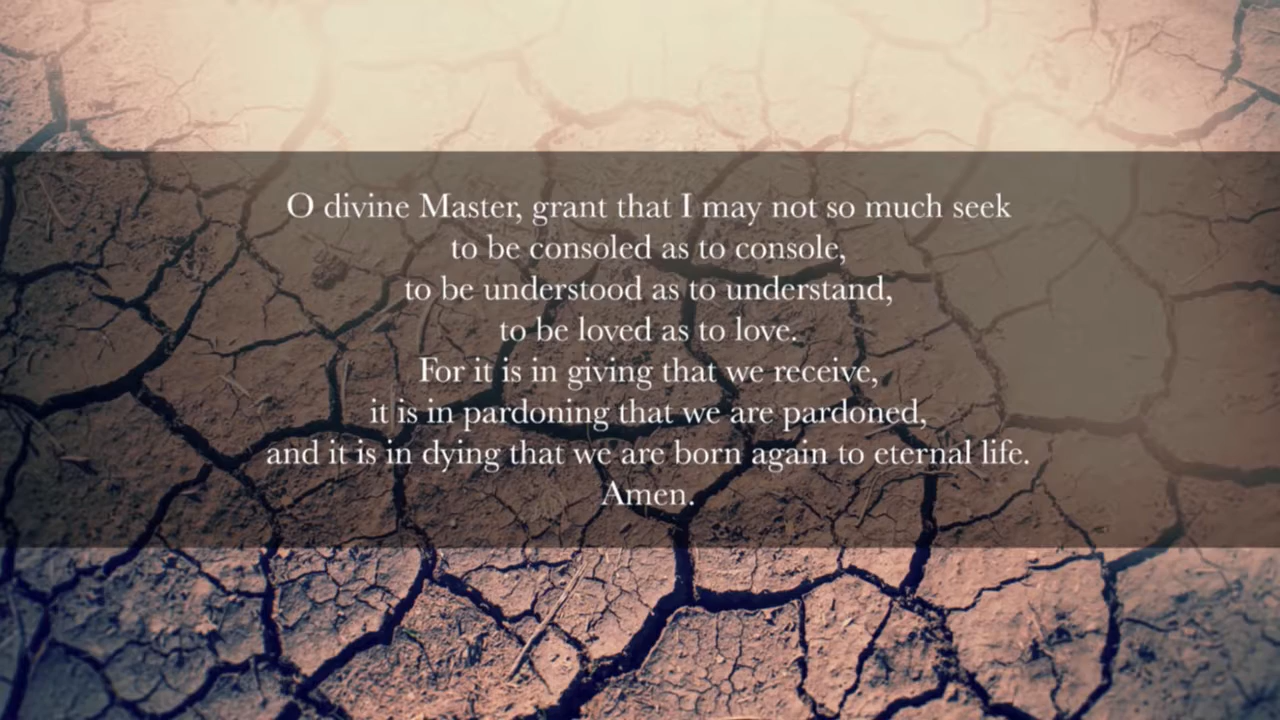 O divine Master, grant that I may not so much seek
to be consoled as to console,
to be understood as to understand,
to be loved as to love.
For it is in giving that we receive,
it is in pardoning that we are pardoned,
and it is in dying that we are born again to eternal life.
Amen.